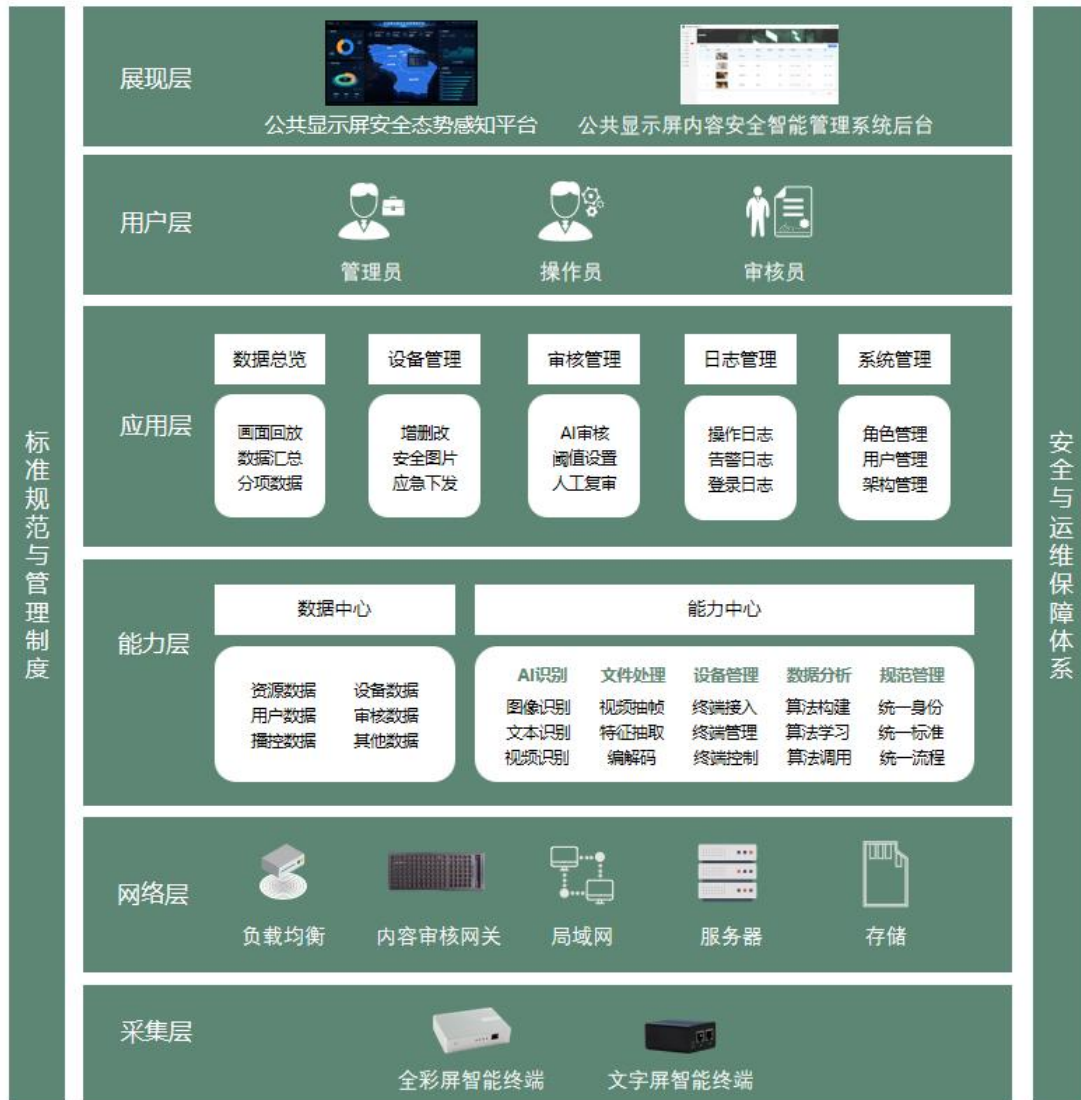 标准规范与管理制度
展现层
公共显示屏安全态势感知平台
公共显示屏内容安全智能管理系统后台
用户层
管理员
操作员
审核员
应用层
数据总览
画面回放
数据汇总
分项数据
设备管理
增删改
安全图片
应急下发
审核管理
AI审核
阈值设置
人工复审
日志管理
操作日志
告警日志
登录日志
系统管理
角色管理
用户管理
架构管理
能力层
数据中心
资源数据
用户数据
播控数据
设备数据
审核数据
其他数据
能力中心
AI识别
图像识别
文本识别
视频识别
文件处理
视频抽帧
特征抽取
编解码
设备管理
终端接入
终端管理
终端控制
数据分析
算法构建
算法学习
算法调用
规范管理
统一身份
统一标准
统一流程
网络层
负载均衡
内容审核网关
局域网
服务器
存储
采集层
全彩屏智能终端
文字屏智能终端
安全与运维保障体系